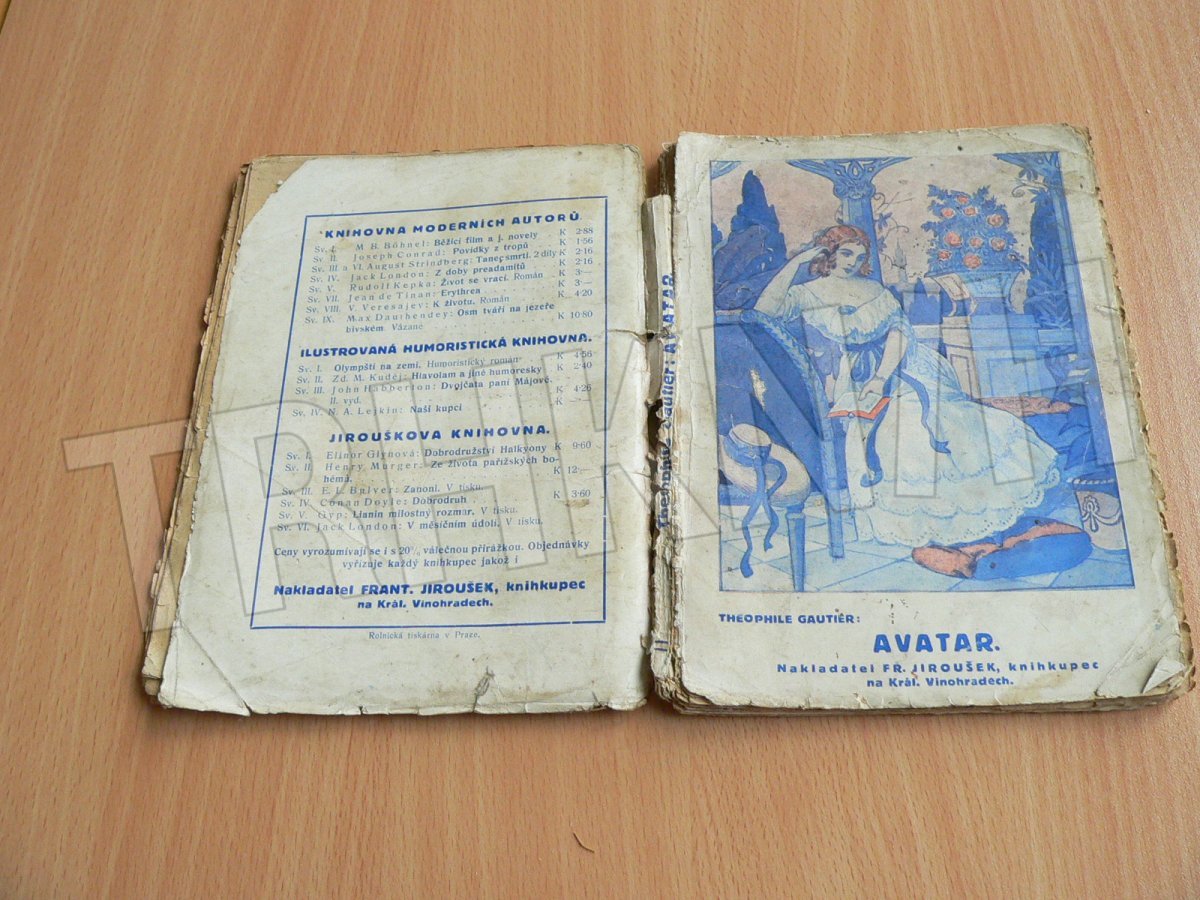 KNIHOVNA MODERNÍCH AUTORŮ.
Sv. I. M. B. Böhnel: Běžící film a j. novely K 2·88
Sv. II. Joseph Conrad: Povídky z tropů K 1·56
Sv. III. a VI. August Strindberg: Tanec smrti. 2 díly K 2·16
Sv. IV. Jack London: Z doby preadamitů K 2·16
Sv. V. Rudolf Kepka: Život se vrací. Román K 3·—
Sv. VII. Jean de Tinan: Erythrea K 3·—
Sv. VIII. V. Veresajev: K životu. Román K 4·20
Sv. IX. Max Dauthendey: Osm tváří na jezeře
bivském. Vázané K 10·80
ILUSTROVANÁ HUMORISTICKÁ KNIHOVNA.
Sv. I. Olympští na zemi. Humoristický román K 4·56
Sv. II. Zd. M. Kuděj: Hlavolam a jiné humoresky K 2·40
Sv. III. John Habberton: Dvojčata paní Májové.
II. vyd. K 4·26
Sv. IV. N. A. Lejkin: Naši kupci K —·—
JIROUŠKOVA KNIHOVNA.
Sv. I. Elinor Glynová: Dobrodružství Halkyony K 9·60
Sv. II. Henry Murger: Ze života pařížských bo-
hémů. K 12·—
Sv. III. E. L. Bulver: Zanoni. V tisku.
Sv. IV. Conan Doyle: Dobrodruh K 3·60
Sv. V. Gyp: Lianin milostný rozmar. V tisku.
Sv. VI. Jack London: V měsíčním údolí. V tisku.
Ceny vyrozumívají se i s 20% válečnou přirážkou. Objednávky
vyřizuje každý knihkupec jakož i
Nakladatel FRANT. JIROUŠEK, knihkupec
na Král. Vinohradech.
Rolnická tiskárna v Praze.
Theophile Gautier: AVATAR
THEOPHILE GAUTIER:
AVATAR.
Nakladatel FR. JIROUŠEK, knihkupec
na Král. Vinohradech.